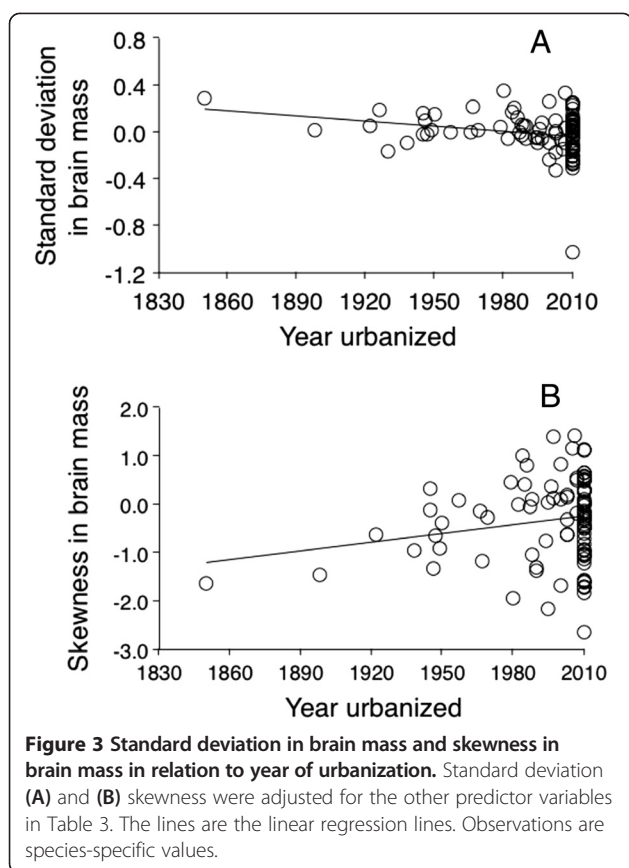 A
Standard deviation
in brain mass
0.8
0.4
0.0
-0.4
-0.8
-1.2
1830 1860 1890 1920 1950 1980 2010
Year urbanized
B
Skewness in brain mass
2.0
1.0
0.0
-1.0
-2.0
-3.0
1830 1860 1890 1920 1950 1980 2010
Year urbanized
Figure 3 Standard deviation in brain mass and skewness in
brain mass in relation to year of urbanization. Standard deviation
(A) and (B) skewness were adjusted for the other predictor variables
in Table 3. The lines are the linear regression lines. Observations are
species-specific values.